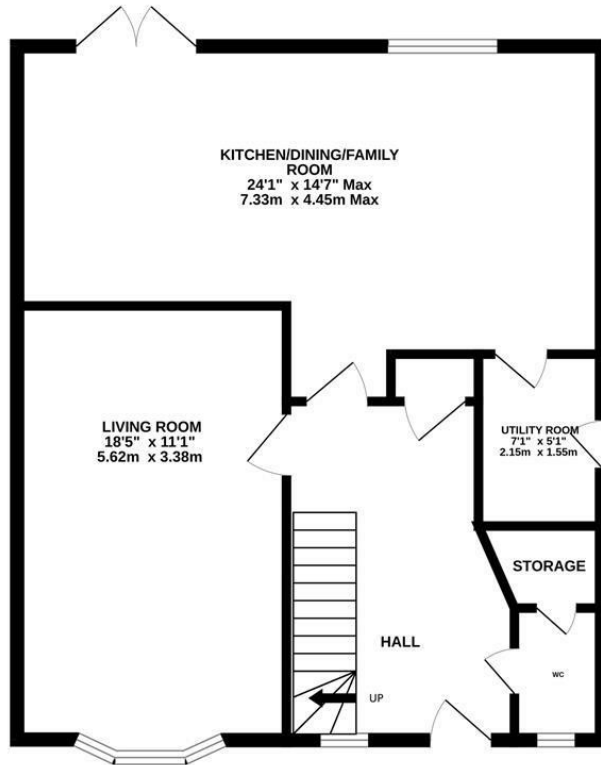 KITCHEN/DINING/FAMILY
ROOM
24'1" x 14'7" Max
7.33m x 4.45m Max
LIVING ROOM
18'5" x 11'1"
5.62m x 3.38m
UTILITY ROOM
7'1" x 5'1"
2.15m x 1.55m
STORAGE
HALL
WC
UP